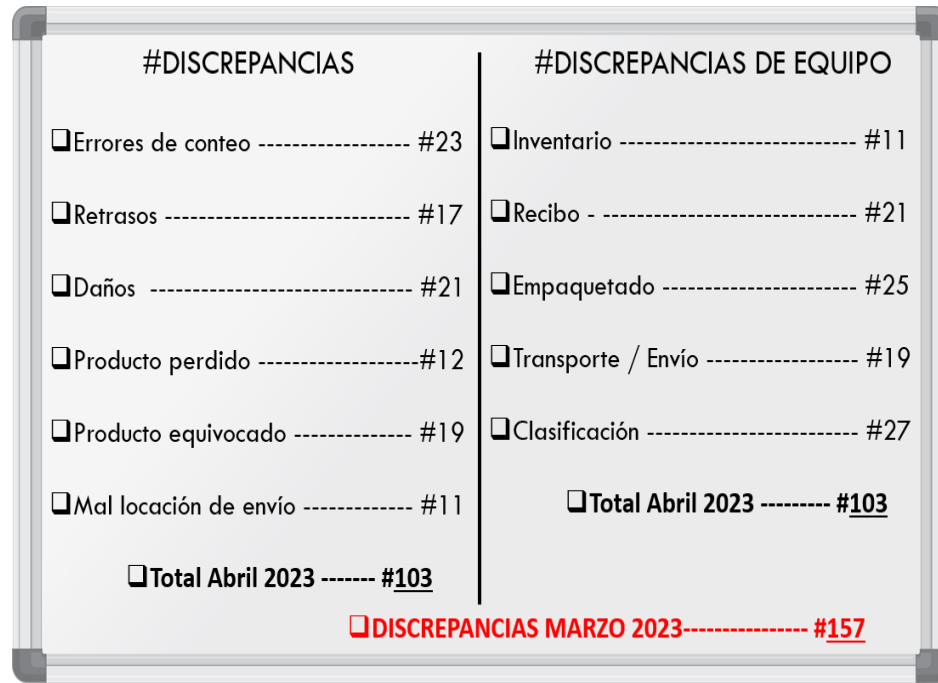 #DISCREPANCIAS
❑Errores de conteo ------------------ #23
❑Retrasos ----------------------------- #17
❑Daños ------------------------------- #21
❑Producto perdido -------------------#12
❑Producto equivocado -------------- #19
❑Mal locación de envío ------------- #11
❑Total Abril 2023 ------- #103
#DISCREPANCIAS DE EQUIPO
❑Inventario ---------------------------- #11
❑Recibo - ------------------------------ #21
❑Empaquetado ----------------------- #25
❑Transporte / Envío ------------------ #19
❑Clasificación ------------------------- #27
❑Total Abril 2023 --------- #103
❑DISCREPANCIAS MARZO 2023---------------- #157